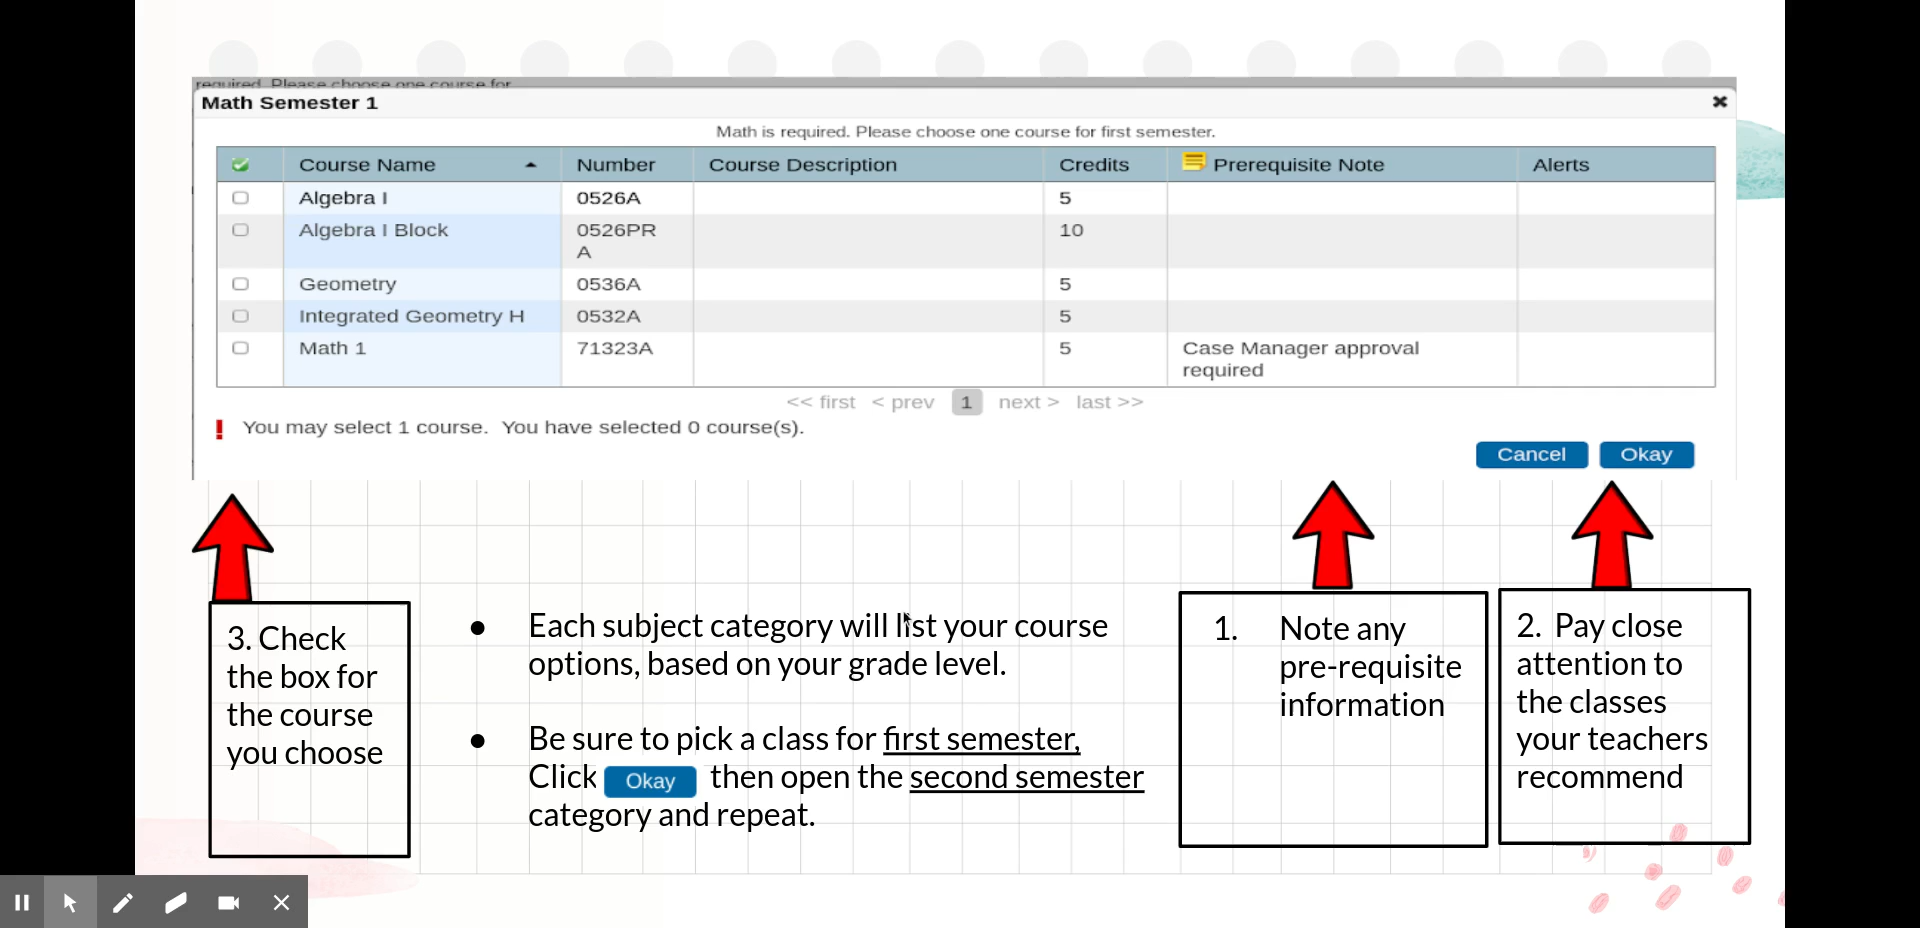 required. Please choose one course for
Math Semester 1
Math is required. Please choose one course for first semester.
Course Name Number Course Description Credits Prerequisite Note Alerts
Algebra I 0526A 5
Algebra I Block 0526PR 10
A
Geometry 0536A 5
Integrated Geometry H 0532A 5
Math 1 71323A 5 Case Manager approval
required
<< first < prev 1 next > last >>
You may select 1 course. You have selected 0 course(s).
Cancel Okay
3. Check
the box for
the course
you choose
● Each subject category will list your course
options, based on your grade level.
● Be sure to pick a class for first semester,
Click Okay then open the second semester
category and repeat.
1. Note any
pre-requisite
information
2. Pay close
attention to
the classes
your teachers
recommend